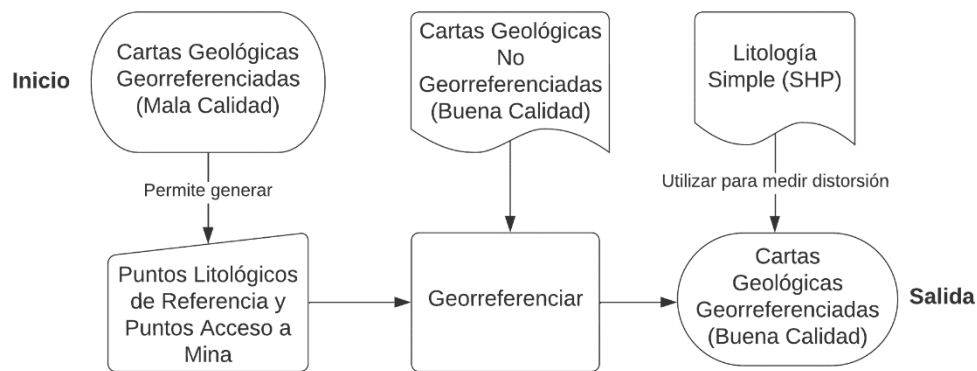 Inicio
Cartas Geológicas
Georreferenciadas
(Mala Calidad)
Cartas Geológicas
No
Georreferenciadas
(Buena Calidad)
Litología
Simple (SHP)
Permite generar
Utilizar para medir distorsión
Puntos Litológicos
de Referencia y
Puntos Acceso a
Mina
Georreferenciar
Cartas
Geológicas
Georreferenciadas
(Buena Calidad)
Salida